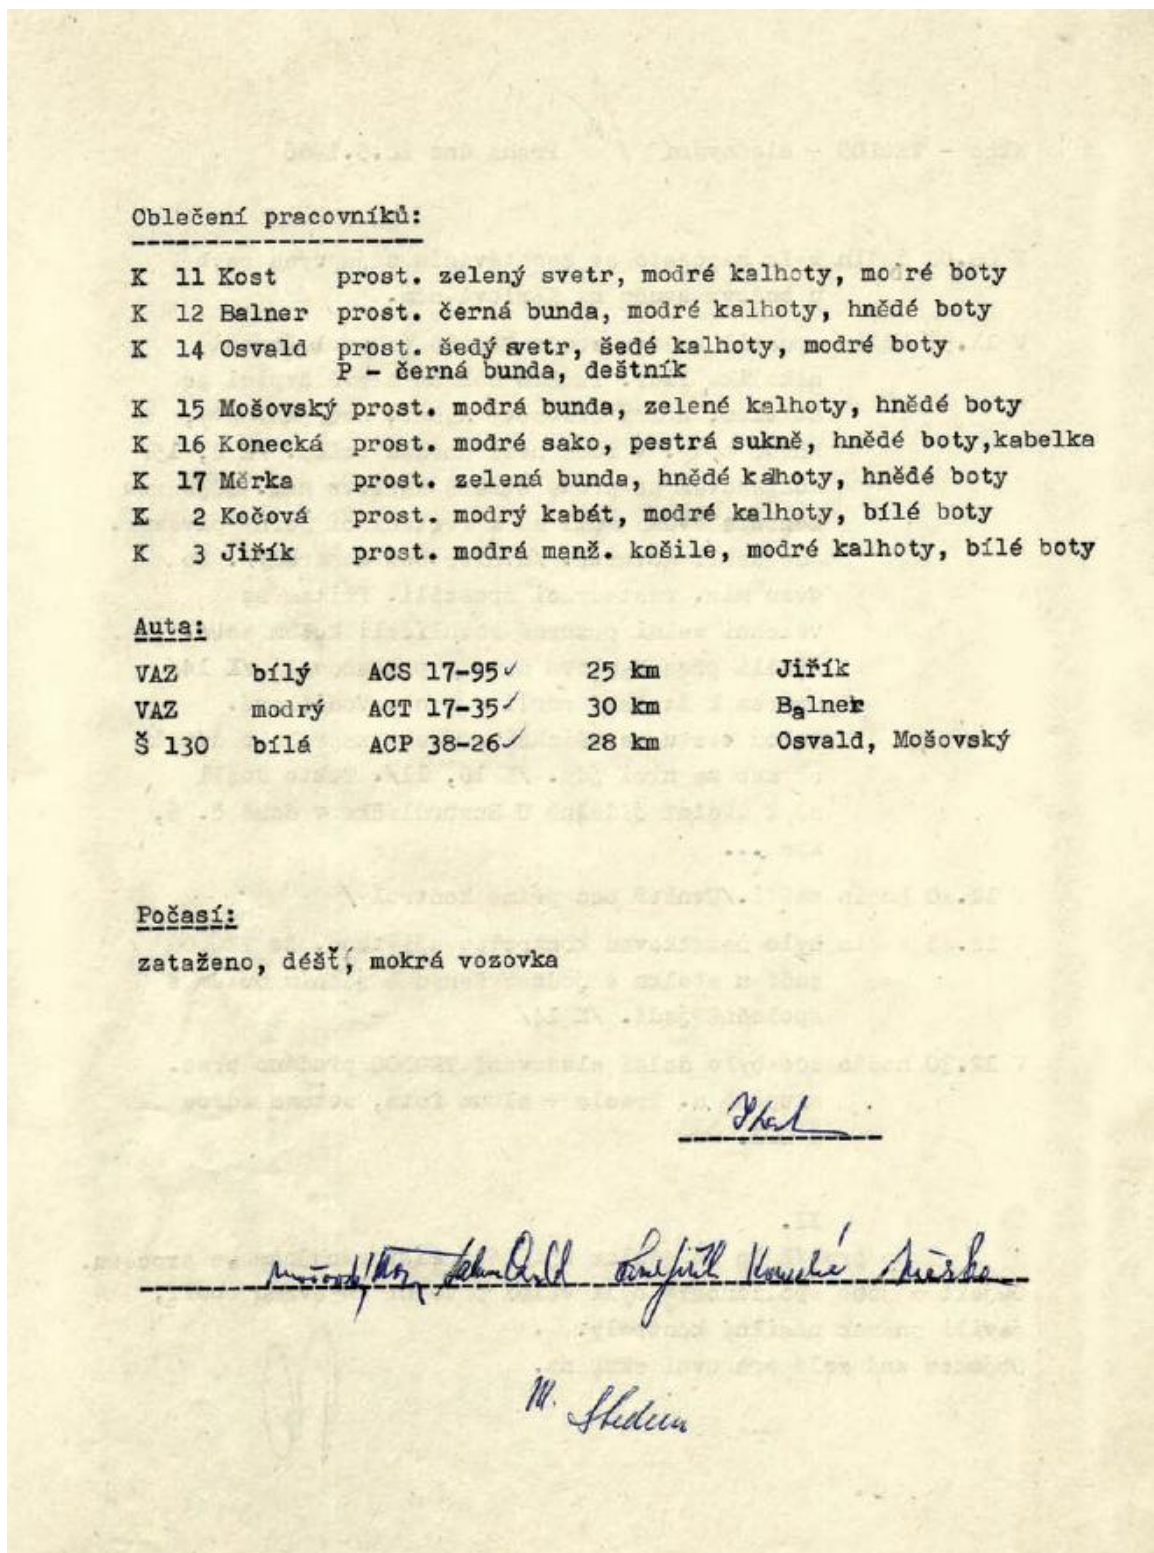 Oblečení pracovníků:
K 11 Kost prost. zelený svetr, modré kalhoty, modré boty
K 12 Balner prost. černá bunda, modré kalhoty, hnědé boty
K 14 Osvald prost. šedý svetr, šedé kalhoty, modré boty
P - černá bunda, deštník
K 15 Mošovský prost. modrá bunda, zelené kalhoty, hnědé boty
K 16 Konecká prost. modré sako, pestrá sukně, hnědé boty,kabelka
K 17 Měrka prost. zelená bunda, hnědé kalhoty, hnědé boty
K 2 Kočová prost. modrý kabát, modré kalhoty, bílé boty
K 3 Jiřík prost. modrá manž. košile, modré kalhoty, bílé boty
Auta:
VAZ bílý ACS 17-95✓ 25 km Jiřík
VAZ modrý ACT 17-35✓ 30 km Balner
Š 130 bílá ACP 38-26✓ 28 km Osvald, Mošovský
Počasí:
zataženo, déšť, mokrá vozovka